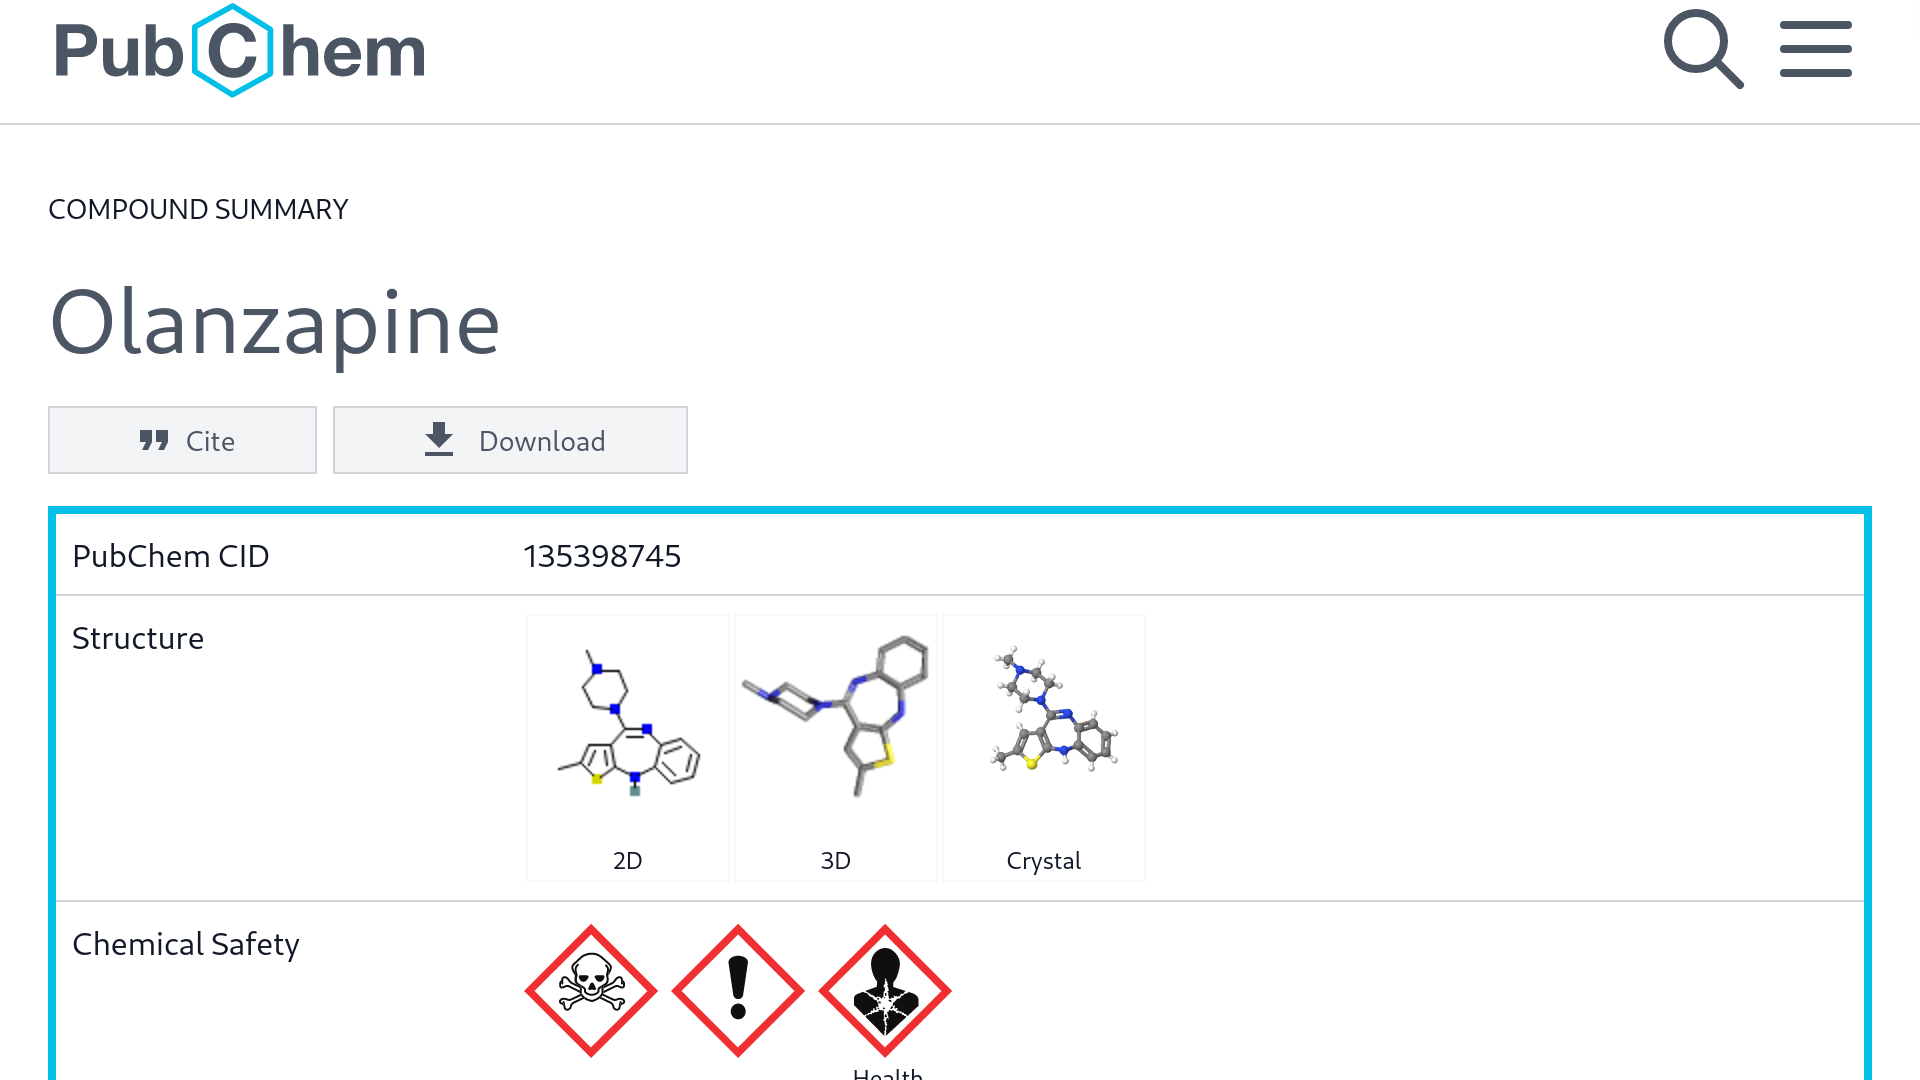 PubChem
COMPOUND SUMMARY
Olanzapine
Cite
Download
PubChem CID
135398745
Structure
2D
3D
Crystal
Chemical Safety
Health